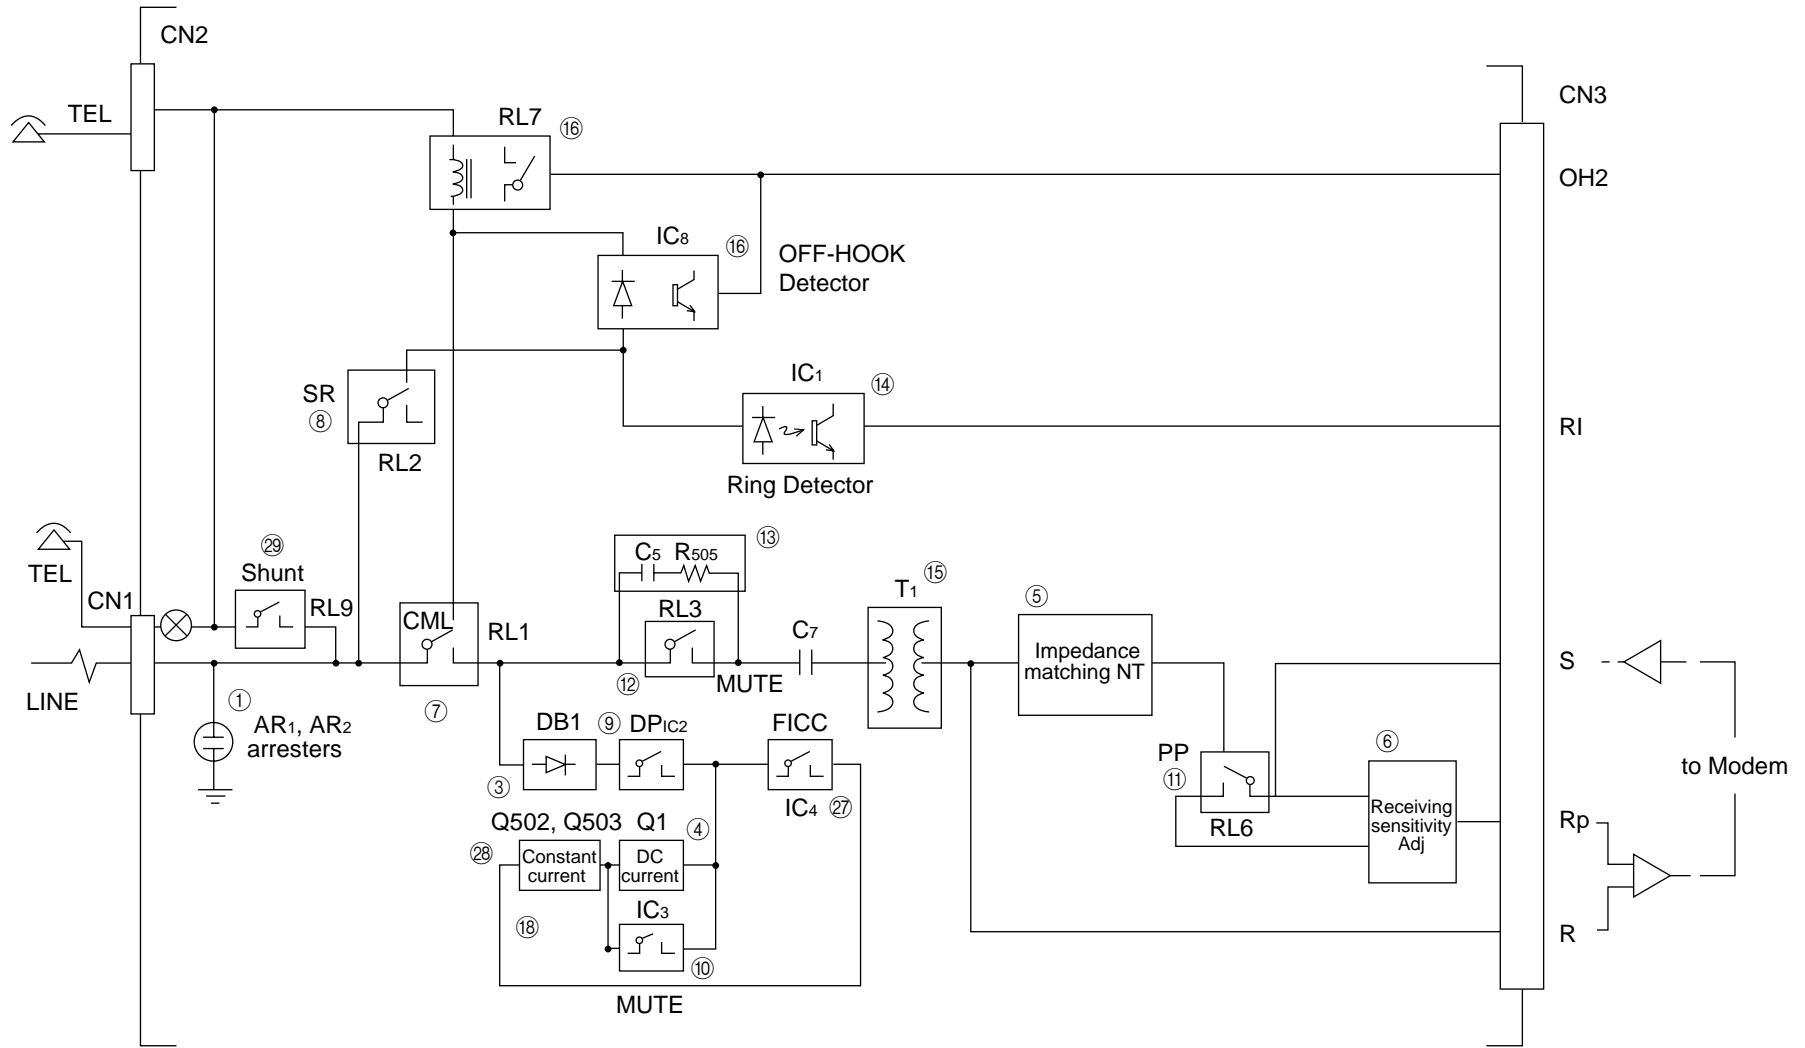 CN2
CN3
TEL
RL7
⑯
OH2
IC8
⑯
OFF-HOOK
Detector
IC1
⑭
SR
⑧
RI
RL2
Ring Detector
⑬
㉙
C5 R505
TEL
Shunt
T1
⑮
CN1
RL9
CML
RL1
RL3
⑤
C7
Impedance
matching NT
S
LINE
①
⑫
MUTE
⑦
AR1, AR2
arresters
DB1
⑨
DPIC2
FICC
PP
⑥
to Modem
③
⑪
IC4
㉗
Receiving
sensitivity
Adj
Q502, Q503
Q1
④
RL6
Rp
㉘
Constant
current
DC
current
IC3
⑱
R
⑩
MUTE